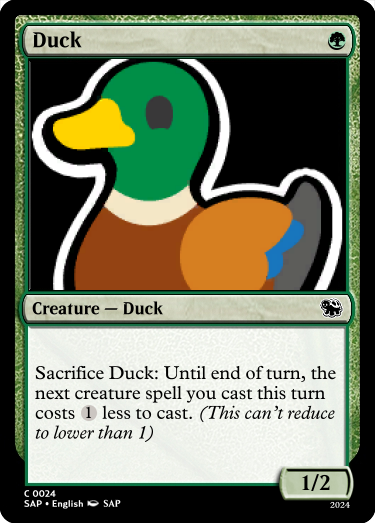 Duck
Creature — Duck
Sacrifice Duck: Until end of turn, the
next creature spell you cast this turn
costs 1 less to cast. (This can't reduce
to lower than 1)
1/2
C 0024
SAP • English SAP
2024